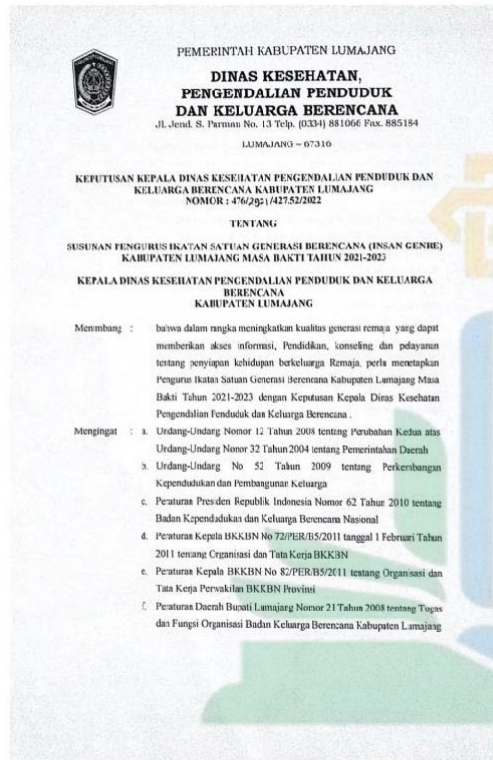 PEMERINTAH KABUPATEN LUMAJANG
DINAS KESEHATAN,
PENGENDALIAN PENDUDUK
DAN KELUARGA BERENCANA
Jl. Jend. S. Parman No. 13 Telp. (0334) 881066 Fax. 885184
LUMAJANG – 67316
KEPUTUSAN KEPALA DINAS KESEHATAN PENGENDALIAN PENDUDUK DAN
KELUARGA BERENCANA KABUPATEN LUMAJANG
NOMOR : 476/2921/427.52/2022
TENTANG
SUSUNAN PENGURUS IKATAN SATUAN GENERASI BERENCANA (INSAN GENRE)
KABUPATEN LUMAJANG MASA BAKTI TAHUN 2021-2023
KEPALA DINAS KESEHATAN PENGENDALIAN PENDUDUK DAN KELUARGA
BERENCANA
KABUPATEN LUMAJANG
Menimbang : bahwa dalam rangka meningkatkan kualitas generasi remaja yang dapat
memberikan akses informasi, Pendidikan, konseling dan pelayanan
tentang penyiapan kehidupan berkeluarga Remaja, perlu menetapkan
Pengurus Ikatan Satuan Generasi Berencana Kabupaten Lumajang Masa
Bakti Tahun 2021-2023 dengan Keputusan Kepala Dinas Kesehatan
Pengendalian Penduduk dan Keluarga Berencana .
Mengingat : a. Undang-Undang Nomor 12 Tahun 2008 tentang Perubahan Kedua atas
Undang-Undang Nomor 32 Tahun 2004 tentang Pemerintahan Daerah
b. Undang-Undang No 52 Tahun 2009 tentang Perkembangan
Kependudukan dan Pembangunan Keluarga
c. Peraturan Presiden Republik Indonesia Nomor 62 Tahun 2010 tentang
Badan Kependudukan dan Keluarga Berencana Nasional
d. Peraturan Kepala BKKBN No 72/PER/B5/2011 tanggal 1 Februari Tahun
2011 tentang Organisasi dan Tata Kerja BKKBN
e. Peraturan Kepala BKKBN No 82/PER/B5/2011 tentang Organisasi dan
Tata Kerja Perwakilan BKKBN Provinsi
f. Peraturan Daerah Bupati Lumajang Nomor 21 Tahun 2008 tentang Tugas
dan Fungsi Organisasi Badan Keluarga Berencana Kabupaten Lumajang